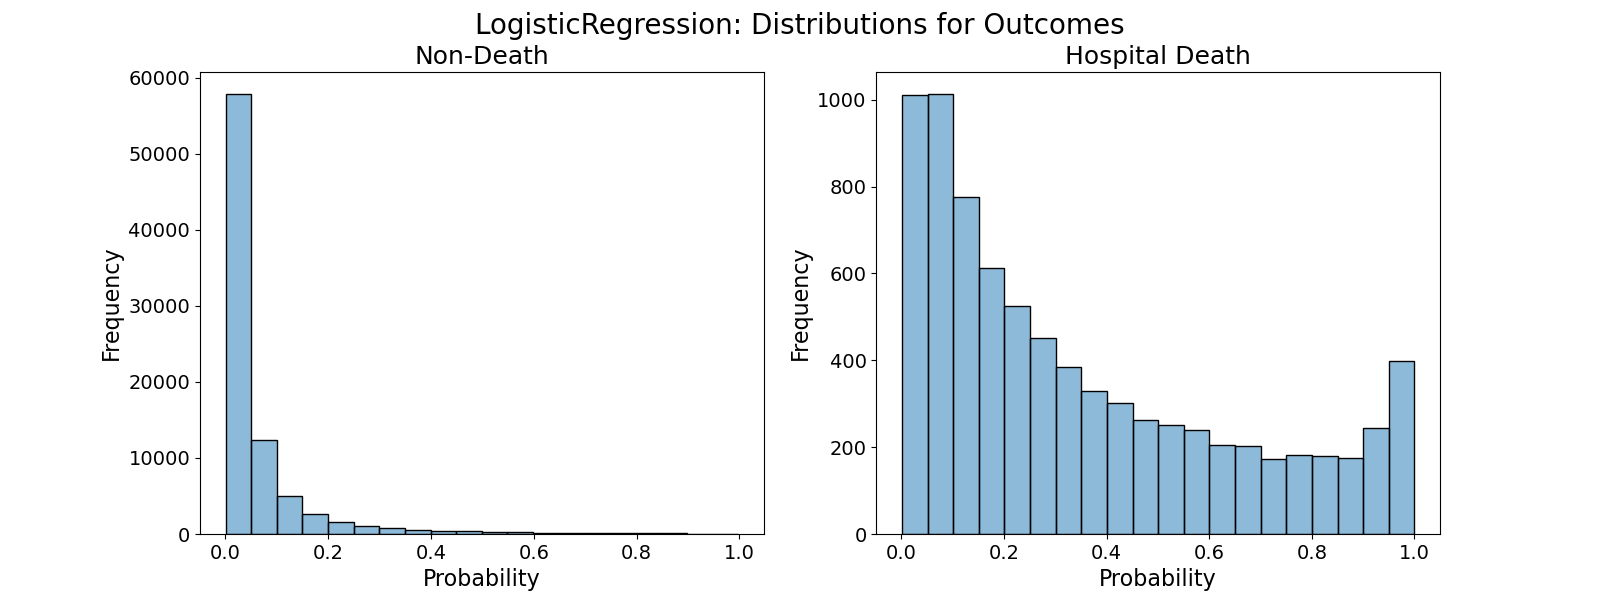 LogisticRegression: Distributions for Outcomes
Non-Death
Frequency
60000
50000
40000
30000
20000
10000
0
0.0 0.2 0.4 0.6 0.8 1.0
Probability
Hospital Death
Frequency
1000
800
600
400
200
0
0.0 0.2 0.4 0.6 0.8 1.0
Probability